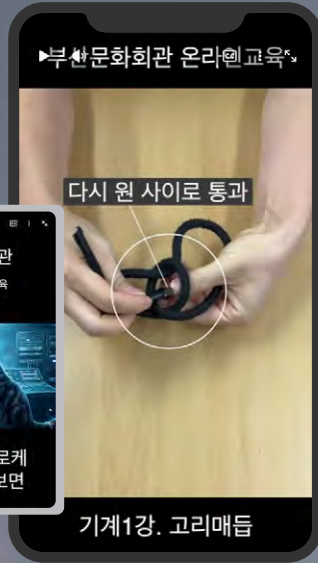 부산문화회관 온라인교육
다시 원 사이로 통과
기계1강. 고리매듭
관
육
로케
보면